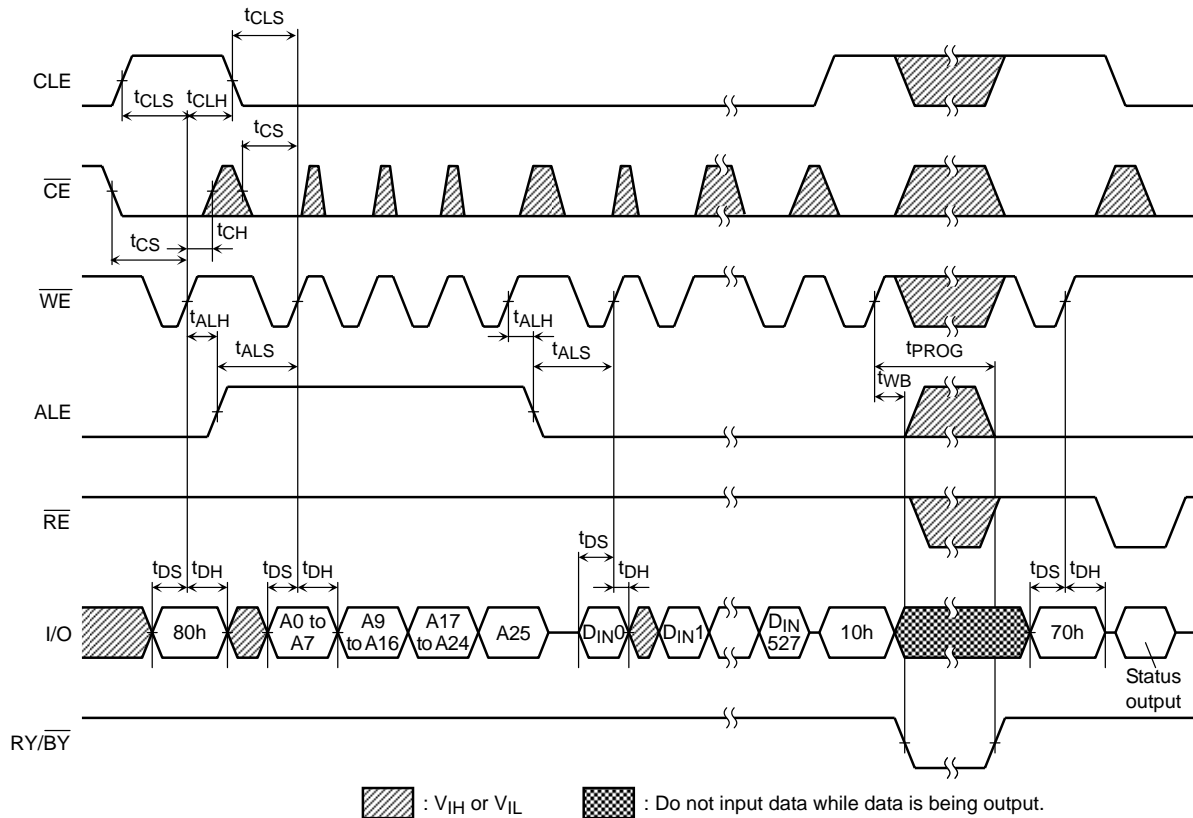 tCLS
CLE
tCLS tCLH
tCS
CE
tCS
tCH
WE
tALH tALH
tALS tALS tPROG
tWB
ALE
RE
tDS
tDS tDH tDS tDH tDH tDS tDH
I/O 80h A0 to A7 A9 to A16 A17 to A24 A25 DIN0 DIN1 DIN 527 10h 70h
Status output
RY/BY
: VIH or VIL : Do not input data while data is being output.